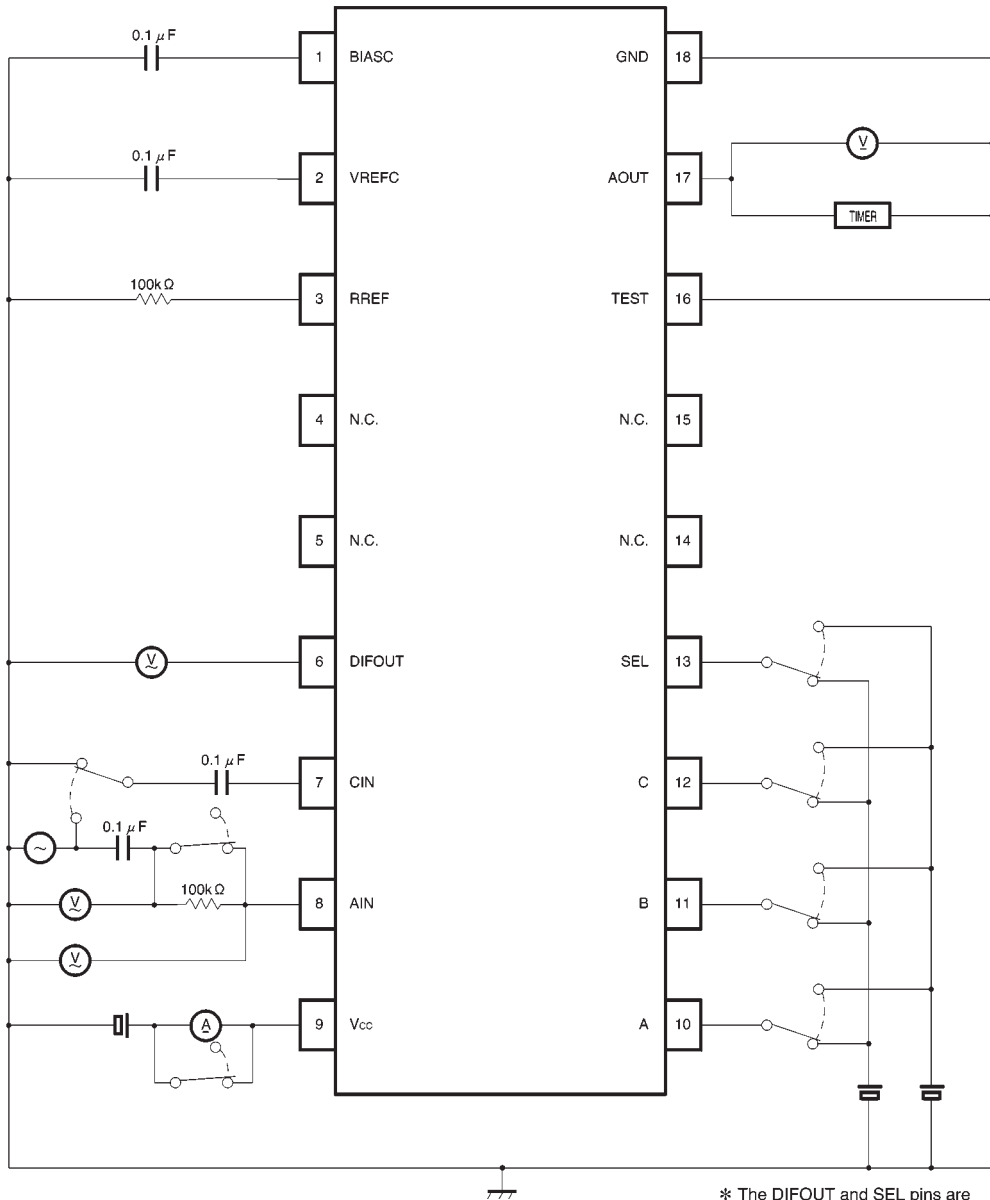 0.1 μF
1 BIASC
GND 18
0.1 μF
2 VREFC
AOUT 17
V
TIMER
100kΩ
3 RREF
TEST 16
4 N.C.
N.C. 15
5 N.C.
N.C. 14
V
6 DIFOUT
SEL 13
0.1 μF
7 CIN
C 12
0.1 μF
V
100kΩ
8 AIN
B 11
V
A
9 Vcc
A 10
* The DIFOUT and SEL pins are